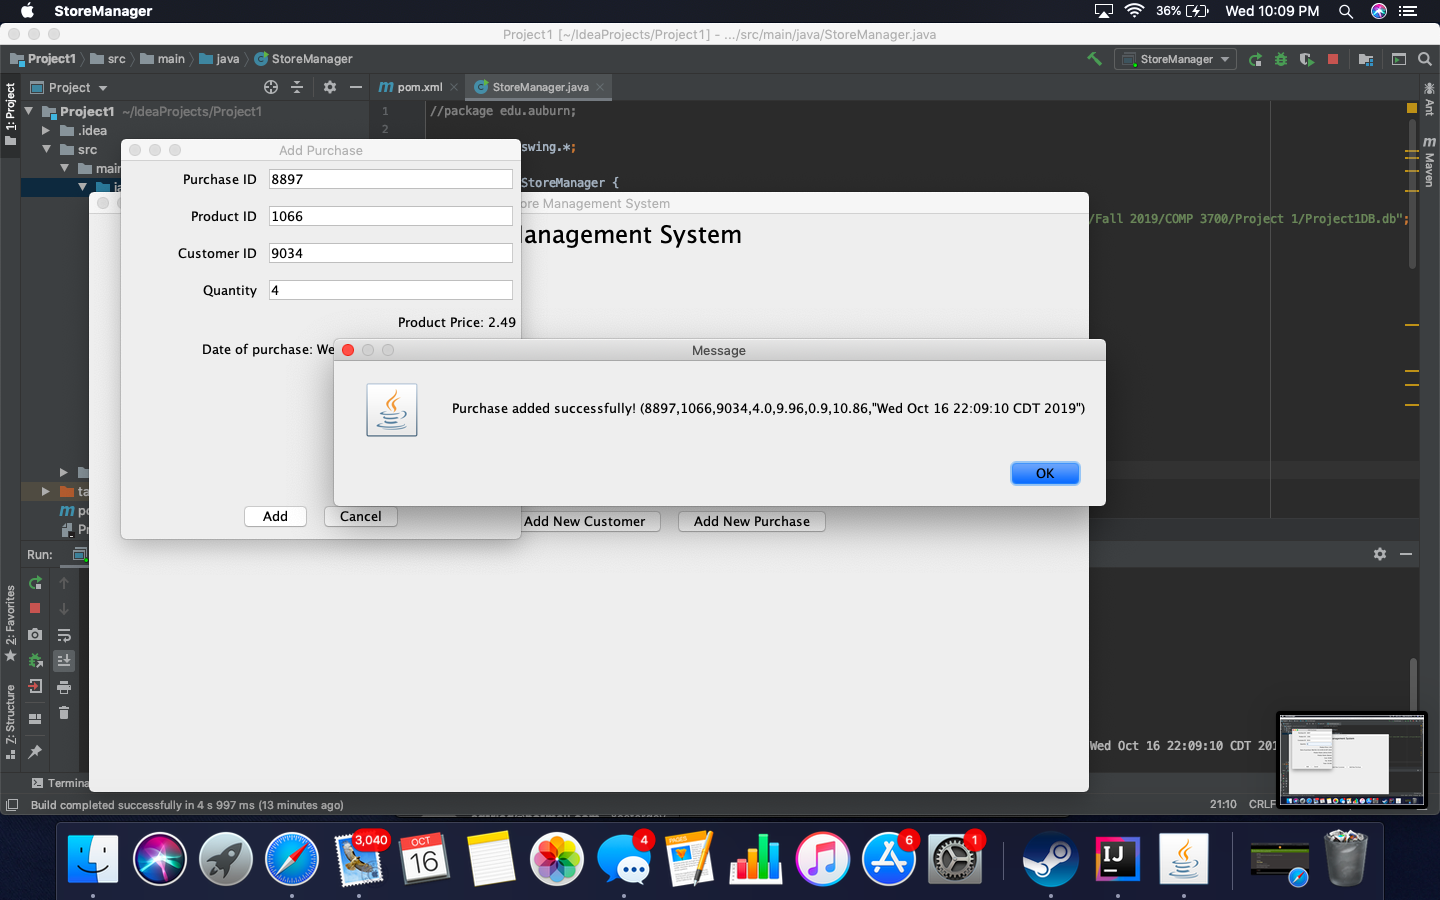 StoreManager
36%
Wed 10:09 PM
Project1 [~/IdeaProjects/Project1] - .../src/main/java/StoreManager.java
Project1
src
main
java
StoreManager
StoreManager
1: Project
Project
pom.xml
StoreManager.java
Ant
Maven
Project1 ~/IdeaProjects/Project1
.idea
src
main
1 //package edu.auburn;
2
swing.*;
StoreManager {
/Fall 2019/COMP 3700/Project 1/Project1DB.db";
ore Management System
anagement System
Add Purchase
Purchase ID 8897
Product ID 1066
Customer ID 9034
Quantity 4
Product Price: 2.49
Date of purchase: We
Add
Cancel
Message
Purchase added successfully! (8897,1066,9034,4.0,9.96,0.9,10.86,"Wed Oct 16 22:09:10 CDT 2019")
OK
Add New Customer
Add New Purchase
Run:
2: Favorites
Z: Structure
Wed Oct 16 22:09:10 CDT 201
Termina
Build completed successfully in 4 s 997 ms (13 minutes ago)
21:10
CRLF
3,040
OCT
16
4
PAGES
6
1
IJ